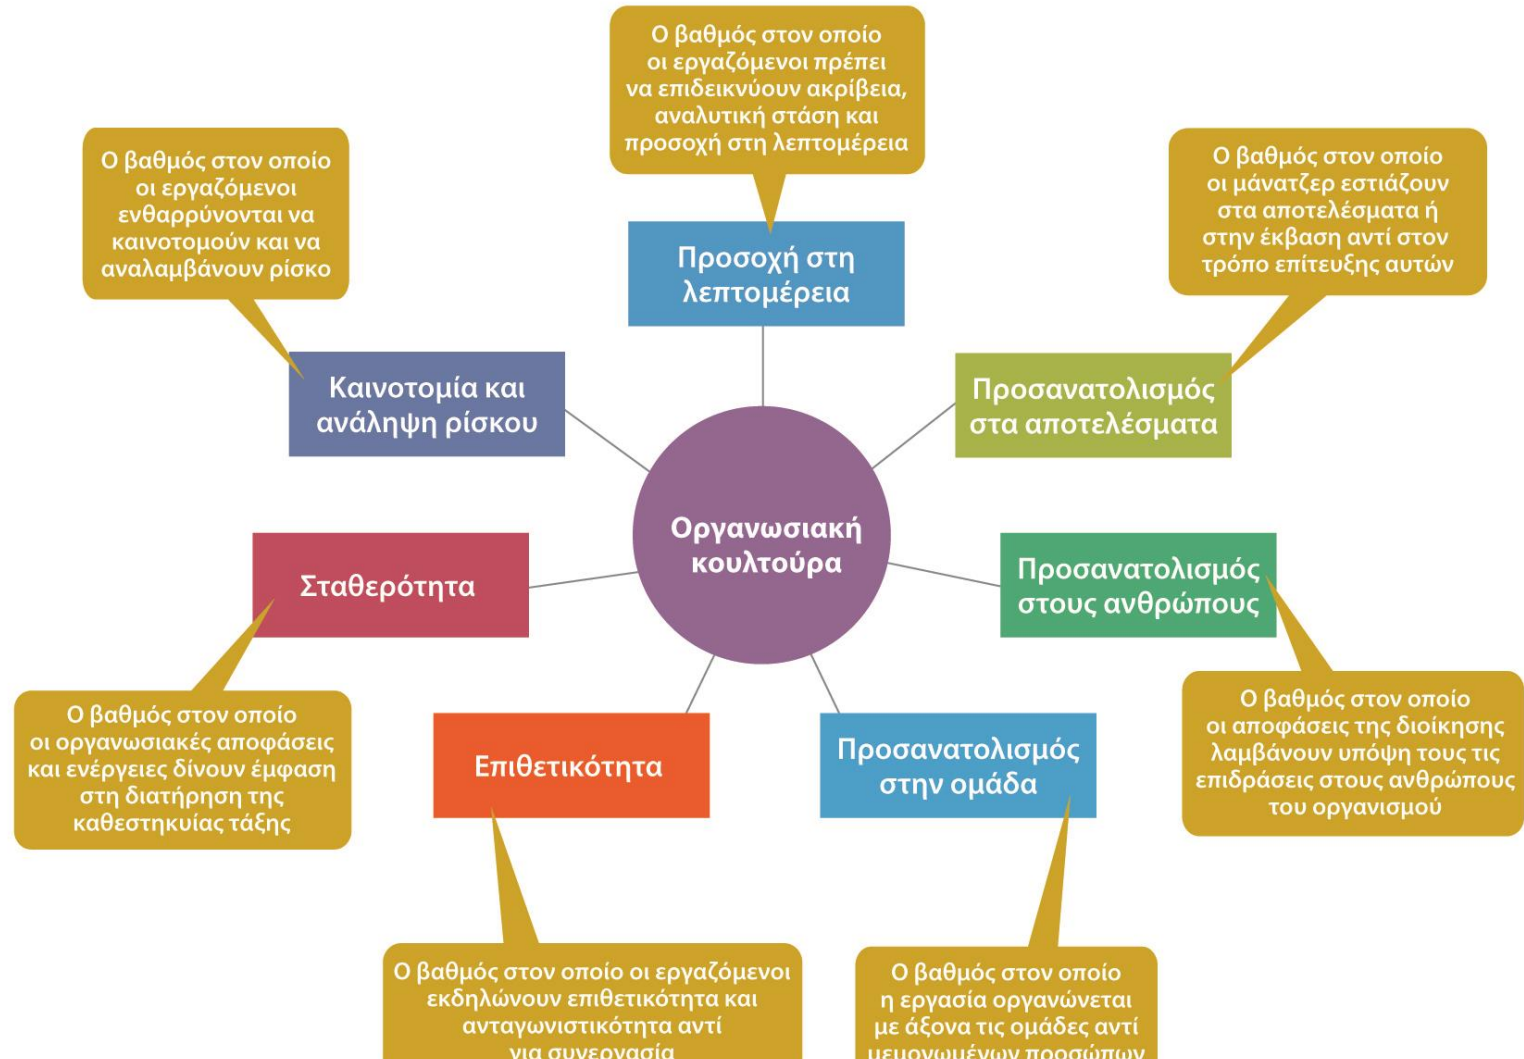 Ο βαθμός στον οποίο
οι εργαζόμενοι πρέπει
να επιδεικνύουν ακρίβεια,
αναλυτική στάση και
προσοχή στη λεπτομέρεια
Ο βαθμός στον οποίο
οι εργαζόμενοι
ενθαρρύνονται να
καινοτομούν και να
αναλαμβάνουν ρίσκο
Ο βαθμός στον οποίο
οι μάνατζερ εστιάζουν
στα αποτελέσματα ή
στην έκβαση αντί στον
τρόπο επίτευξης αυτών
Προσοχή στη
λεπτομέρεια
Καινοτομία και
ανάληψη ρίσκου
Προσανατολισμός
στα αποτελέσματα
Οργανωσιακή
κουλτούρα
Σταθερότητα
Προσανατολισμός
στους ανθρώπους
Ο βαθμός στον οποίο
οι οργανωσιακές αποφάσεις
και ενέργειες δίνουν έμφαση
στη διατήρηση της
καθεστηκυίας τάξης
Επιθετικότητα
Προσανατολισμός
στην ομάδα
Ο βαθμός στον οποίο
οι αποφάσεις της διοίκησης
λαμβάνουν υπόψη τους τις
επιδράσεις στους ανθρώπους
του οργανισμού
Ο βαθμός στον οποίο οι εργαζόμενοι
εκδηλώνουν επιθετικότητα και
ανταγωνιστικότητα αντί
για συνεργασία
Ο βαθμός στον οποίο
η εργασία οργανώνεται
με άξονα τις ομάδες αντί
μεμονωμένων προσώπων